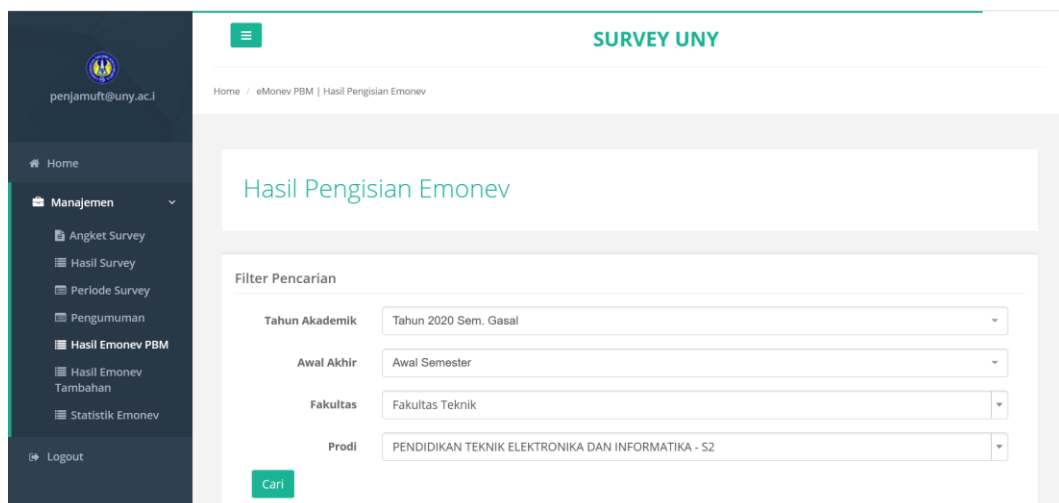 SURVEY UNY
penjamuft@uny.ac.i
Home / eMonev PBM | Hasil Pengisian Emonev
Home
Manajemen
Angket Survey
Hasil Survey
Periode Survey
Pengumuman
Hasil Emonev PBM
Hasil Emonev
Tambahan
Statistik Emonev
Logout
Hasil Pengisian Emonev
Filter Pencarian
Tahun Akademik Tahun 2020 Sem. Gasal
Awal Akhir Awal Semester
Fakultas Fakultas Teknik
Prodi PENDIDIKAN TEKNIK ELEKTRONIKA DAN INFORMATIKA - S2
Cari